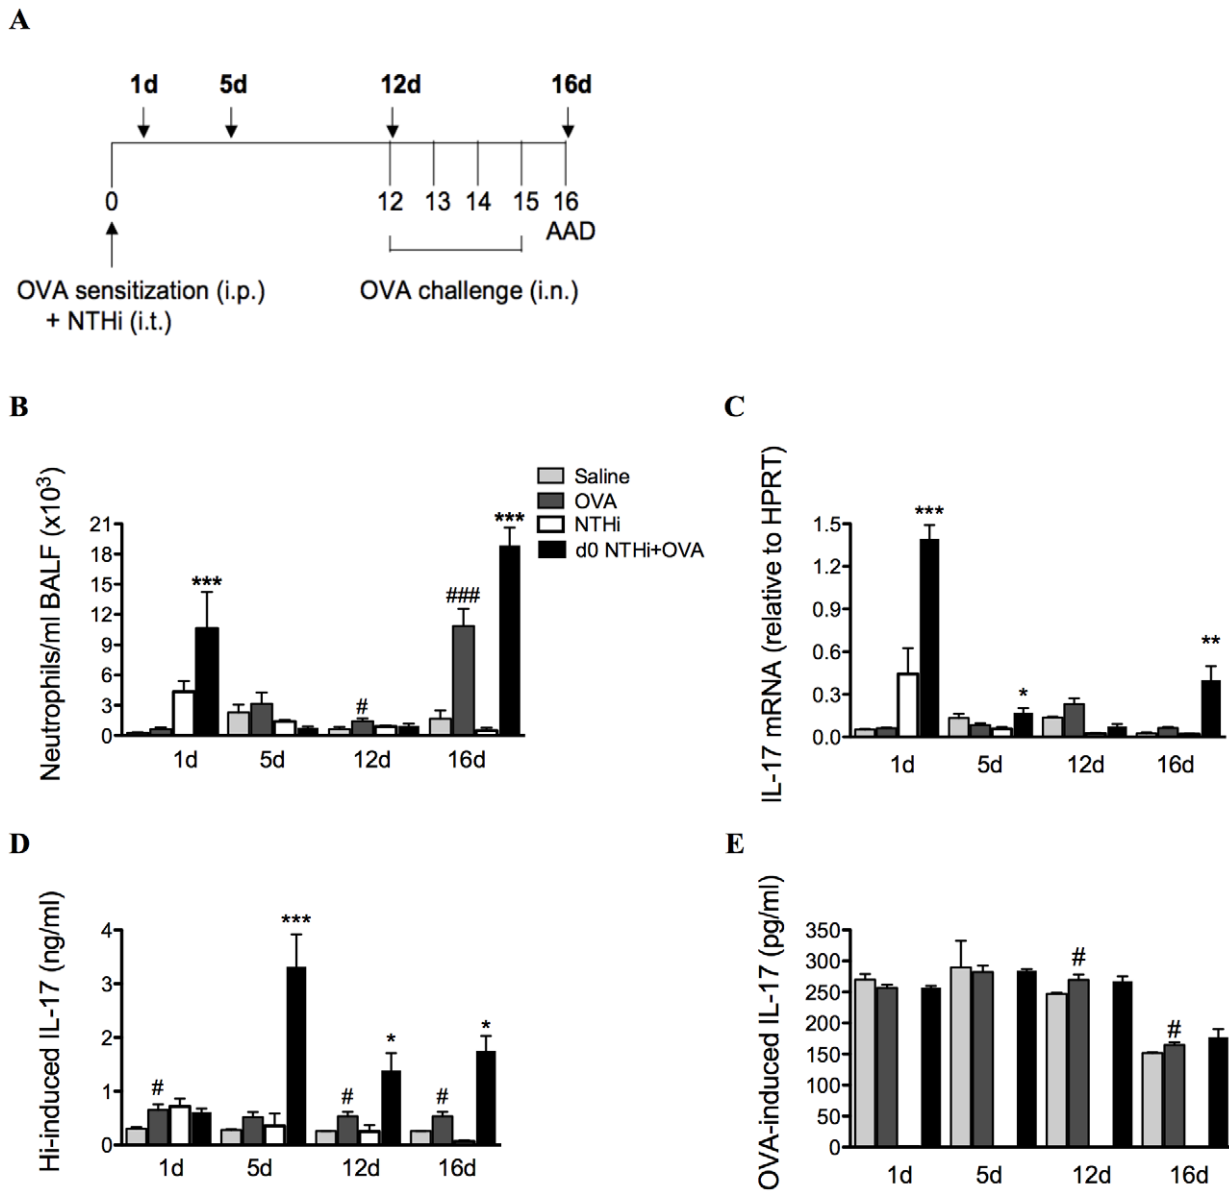 A
1d 5d 12d 16d
0 12 13 14 15 16
AAD
OVA sensitization (i.p.)
+ NTHi (i.t.)
OVA challenge (i.n.)
B
Neutrophils/ml BALF (x10³)
21
18
15
12
9
6
3
0
*** # ### ***
1d 5d 12d 16d
Saline
OVA
NTHi
d0 NTHi+OVA
C
IL-17 mRNA (relative to HPRT)
1.5
1.2
0.9
0.6
0.3
0.0
*** * **
1d 5d 12d 16d
D
Hi-induced IL-17 (ng/ml)
4
3
2
1
0
# *** # * # *
1d 5d 12d 16d
E
OVA-induced IL-17 (pg/ml)
350
300
250
200
150
100
50
0
# #
1d 5d 12d 16d